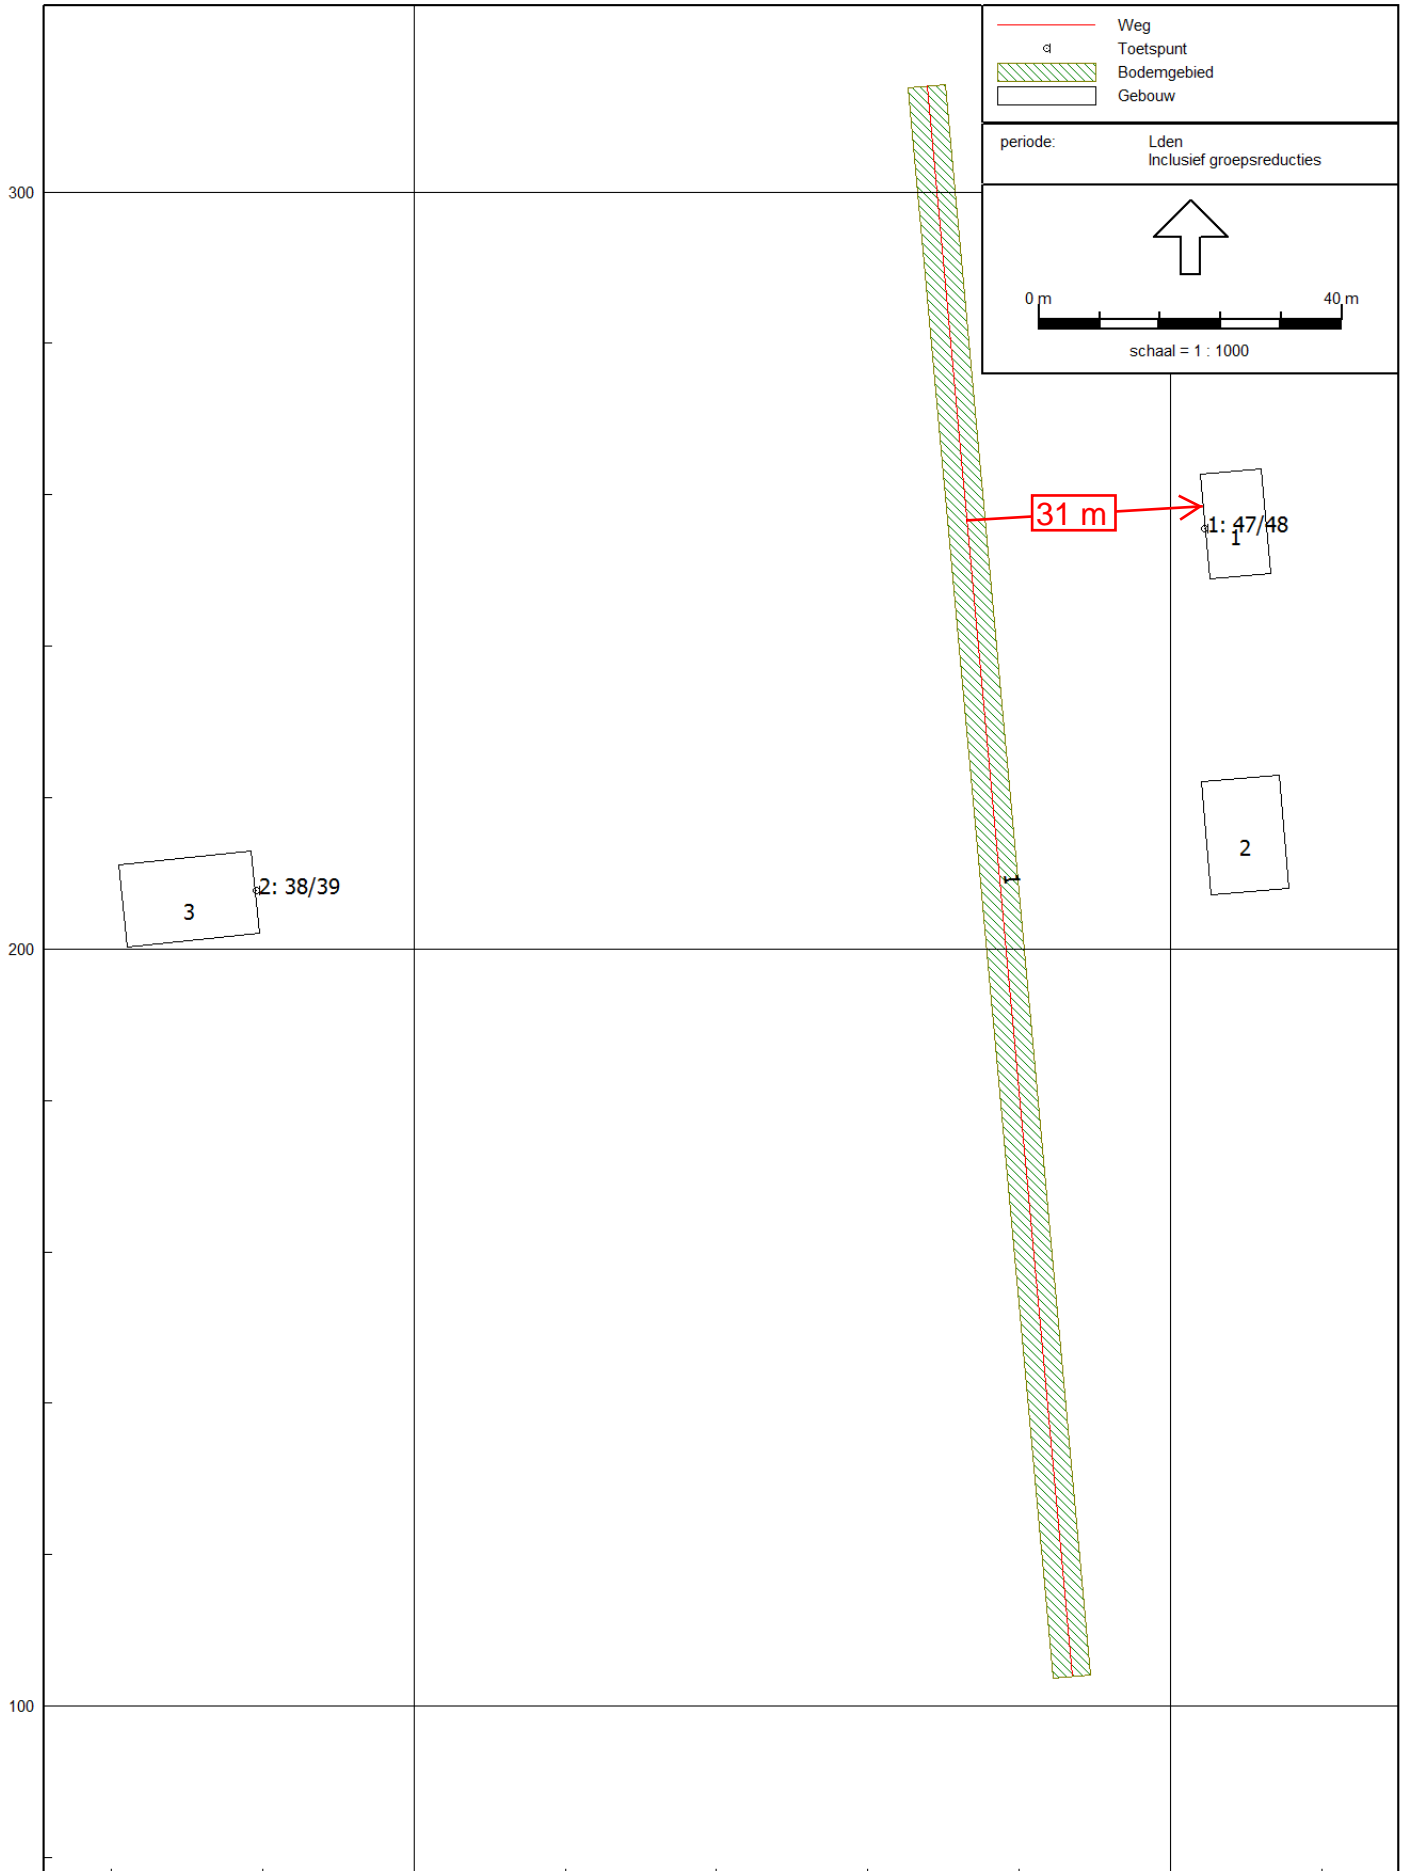 Weg
Toetspunt
Bodemgebied
Gebouw
periode: Lden
Inclusief groepsreducties
0 m 40 m
schaal = 1 : 1000
300
31 m
1: 47/48
1
2
1
2: 38/39
3
200
100